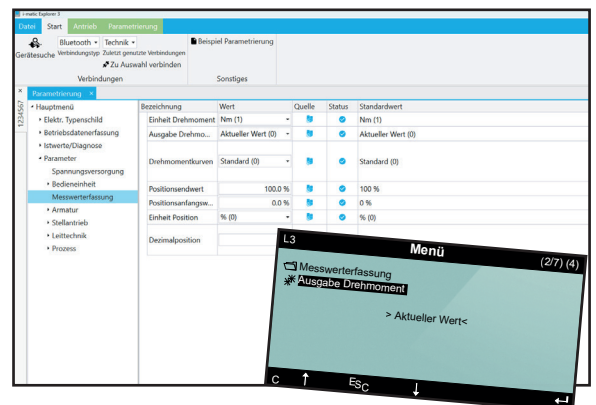 i-matic Explorer 3
Datei Start Antrieb Parametrierung
Gerätesuche
Bluetooth Technik
Verbindungstyp Zuletzt genutzte Verbindungen
Zu Auswahl verbinden
Verbindungen
Beispiel Parametrierung
Sonstiges
× Parametrierung ×
1234567
Hauptmenü
Elektr. Typenschild
Betriebsdatenerfassung
Istwerte/Diagnose
Parameter
Spannungsversorgung
Bedieneinheit
Messwerterfassung
Armatur
Stellantrieb
Leittechnik
Prozess
Bezeichnung Wert Quelle Status Standardwert
Einheit Drehmoment Nm (1) Nm (1)
Ausgabe Drehmo... Aktueller Wert (0) Aktueller Wert (0)
Drehmomentkurven Standard (0) Standard (0)
Positionsendwert 100.0 % 100 %
Positionsanfangsw... 0.0 % 0 %
Einheit Position % (0) % (0)
Dezimalposition
L3 Menü (2/7) (4)
Messwerterfassung
Ausgabe Drehmoment
> Aktueller Wert<
C ↑ ESC ↓ ↵